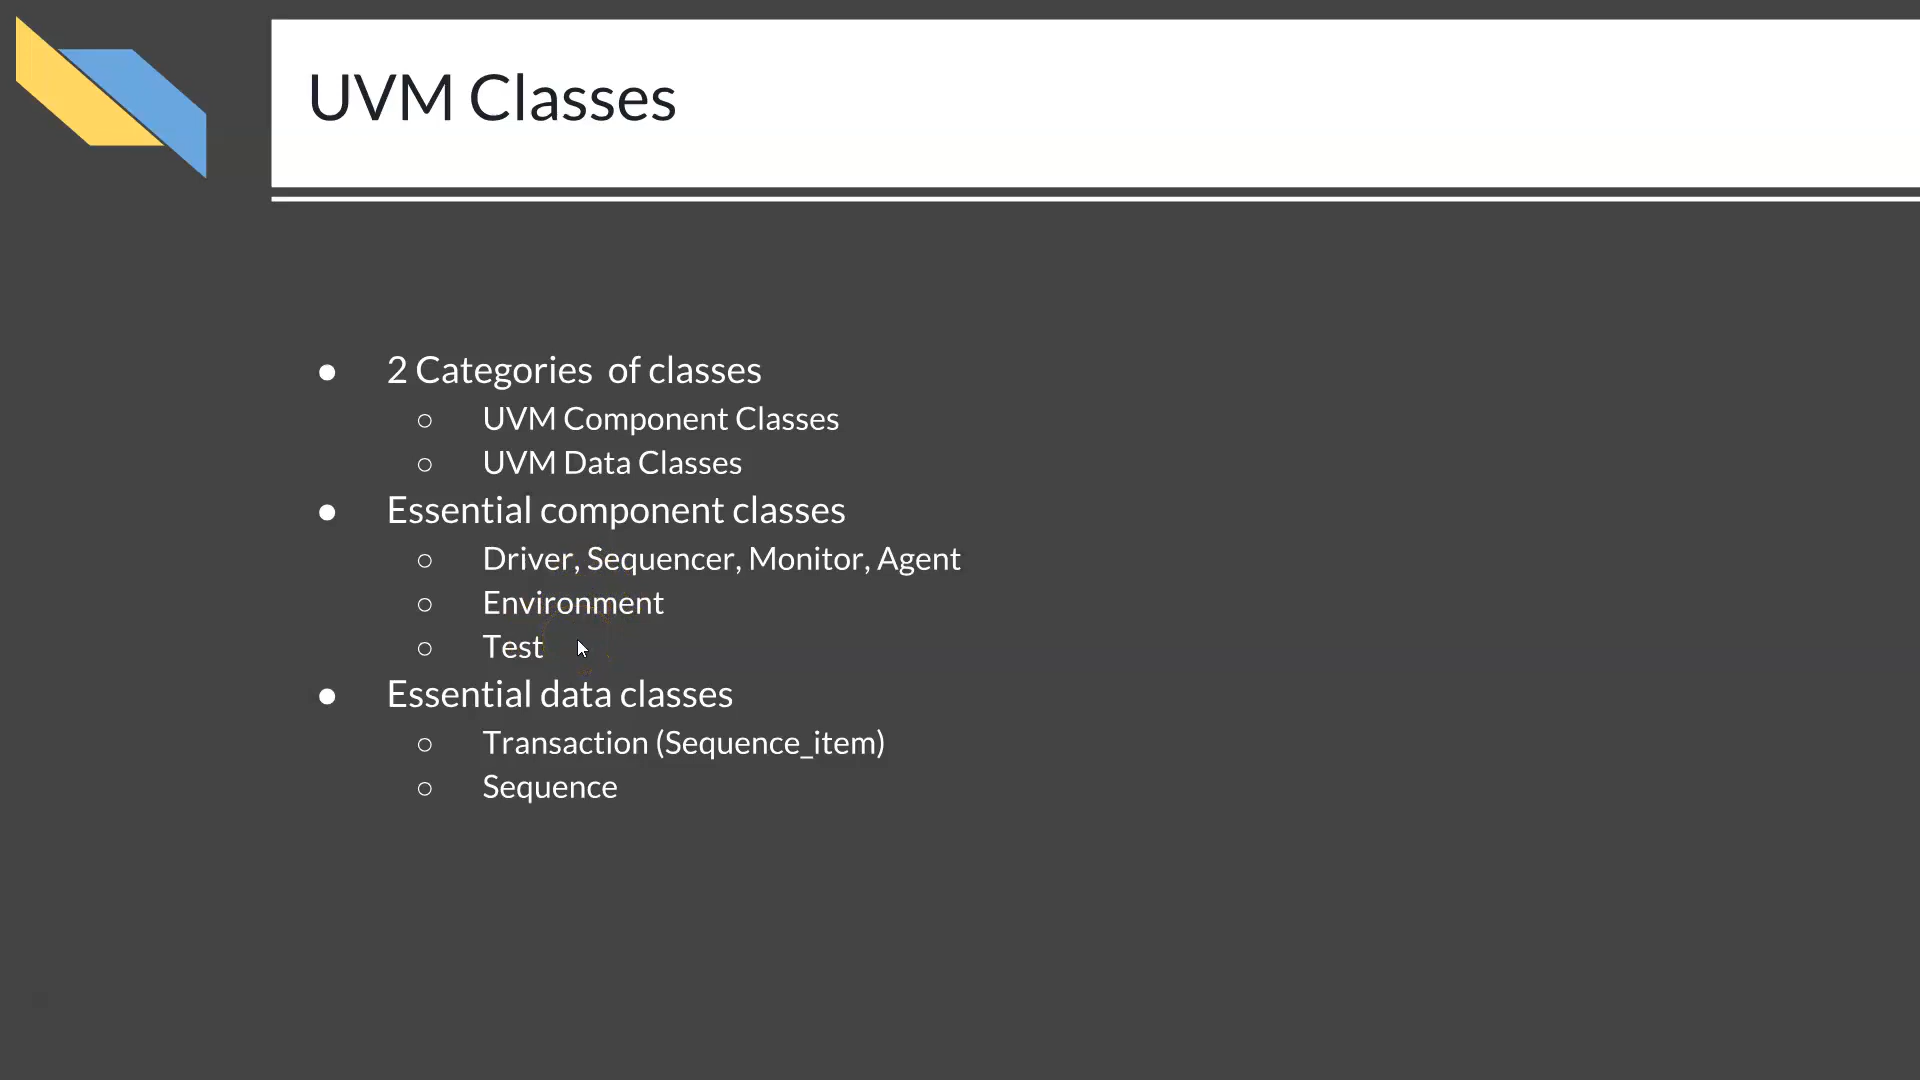 UVM Classes
● 2 Categories of classes
○ UVM Component Classes
○ UVM Data Classes
● Essential component classes
○ Driver, Sequencer, Monitor, Agent
○ Environment
○ Test
● Essential data classes
○ Transaction (Sequence_item)
○ Sequence